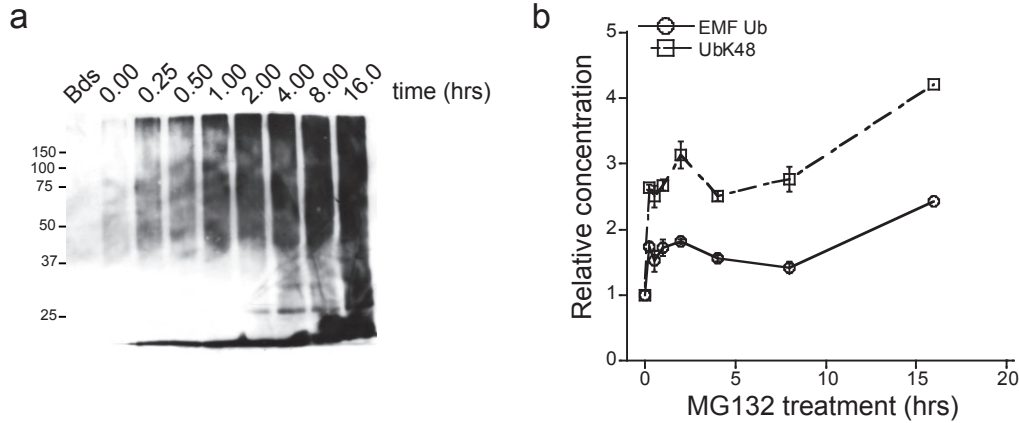 a
Bds 0.00 0.25 0.50 1.00 2.00 4.00 8.00 16.0 time (hrs)
150
100
75
50
37
25
b
EMF Ub
UbK48
5
4
3
2
1
0
Relative concentration
0 5 10 15 20
MG132 treatment (hrs)